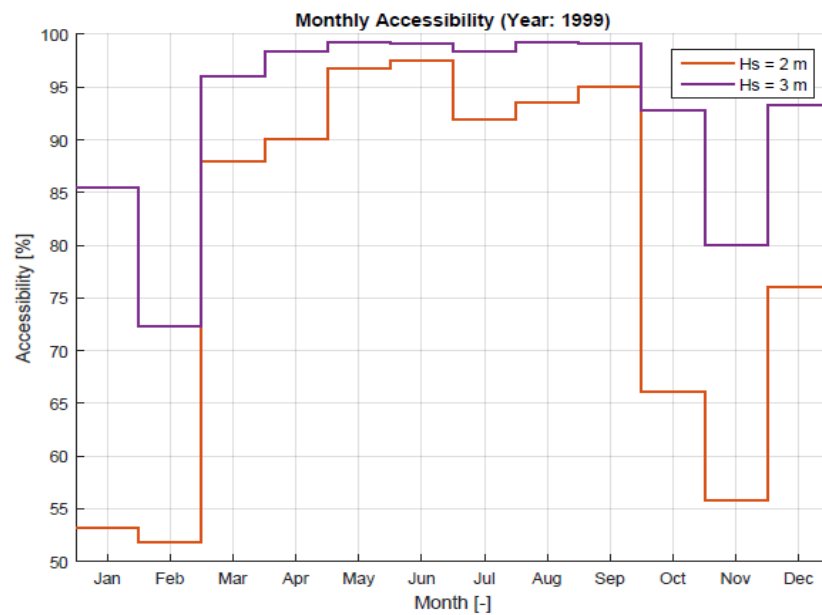 Monthly Accessibility (Year: 1999)
Hs = 2 m
Hs = 3 m
Accessibility [%]
100
95
90
85
80
75
70
65
60
55
50
Jan Feb Mar Apr May Jun Jul Aug Sep Oct Nov Dec
Month [-]